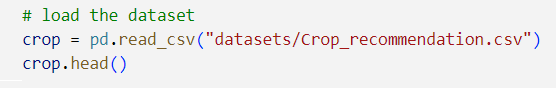 # load the dataset
crop = pd.read_csv("datasets/Crop_recommendation.csv")
crop.head()